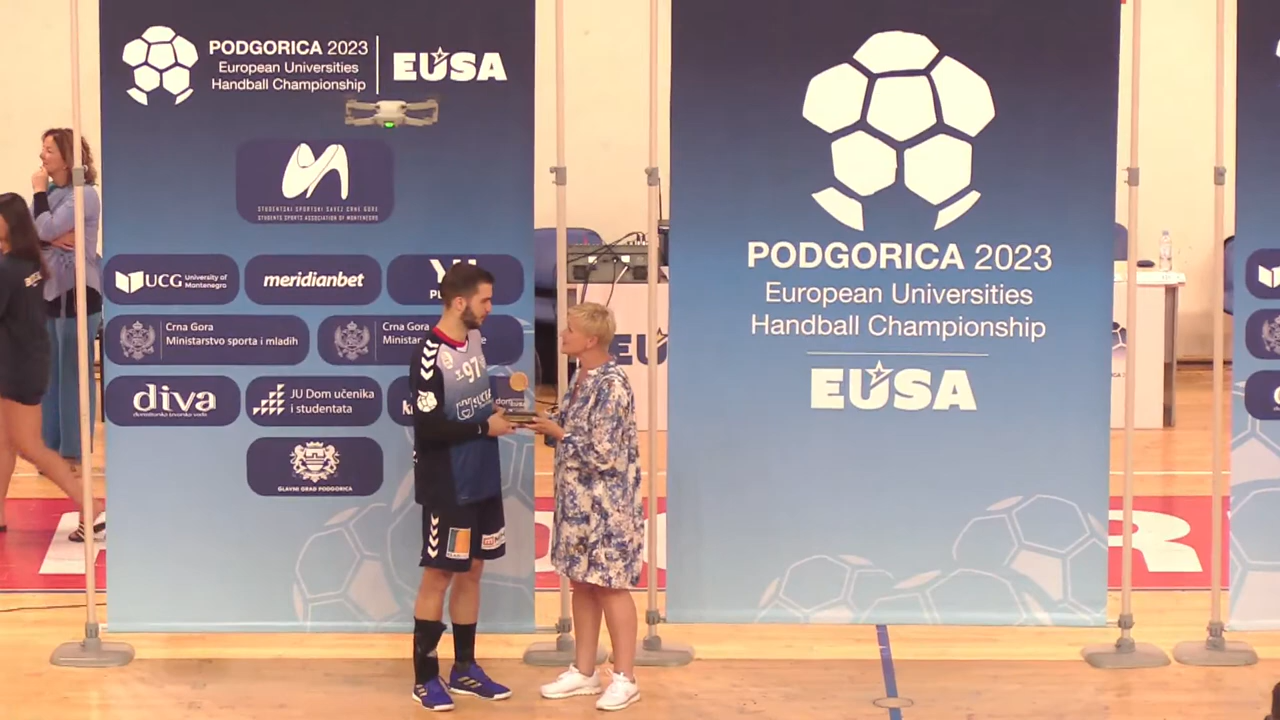 PODGORICA 2023
European Universities
Handball Championship
EUSA
STUDENTSKI SPORTSKI SAVEZ CRNE GORE
STUDENTS SPORTS ASSOCIATION OF MONTENEGRO
UCG University of
Montenegro
meridianbet
Crna Gora
Ministarstvo sporta i mladih
Crna Gora
diva
JU Dom učenika
i studentata
GLAVNI GRAD PODGORICA
97
PODGORICA 2023
European Universities
Handball Championship
EUSA
EU